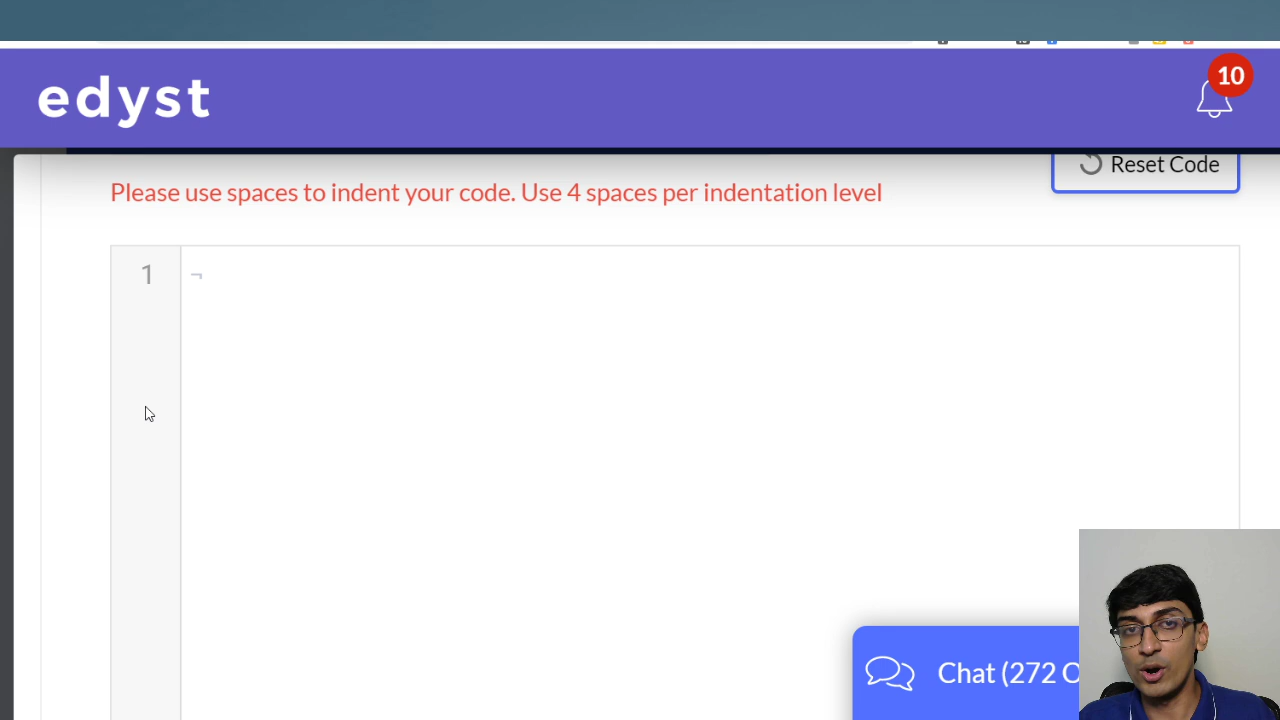 edyst
10
Reset Code
Please use spaces to indent your code. Use 4 spaces per indentation level
1
Chat (272